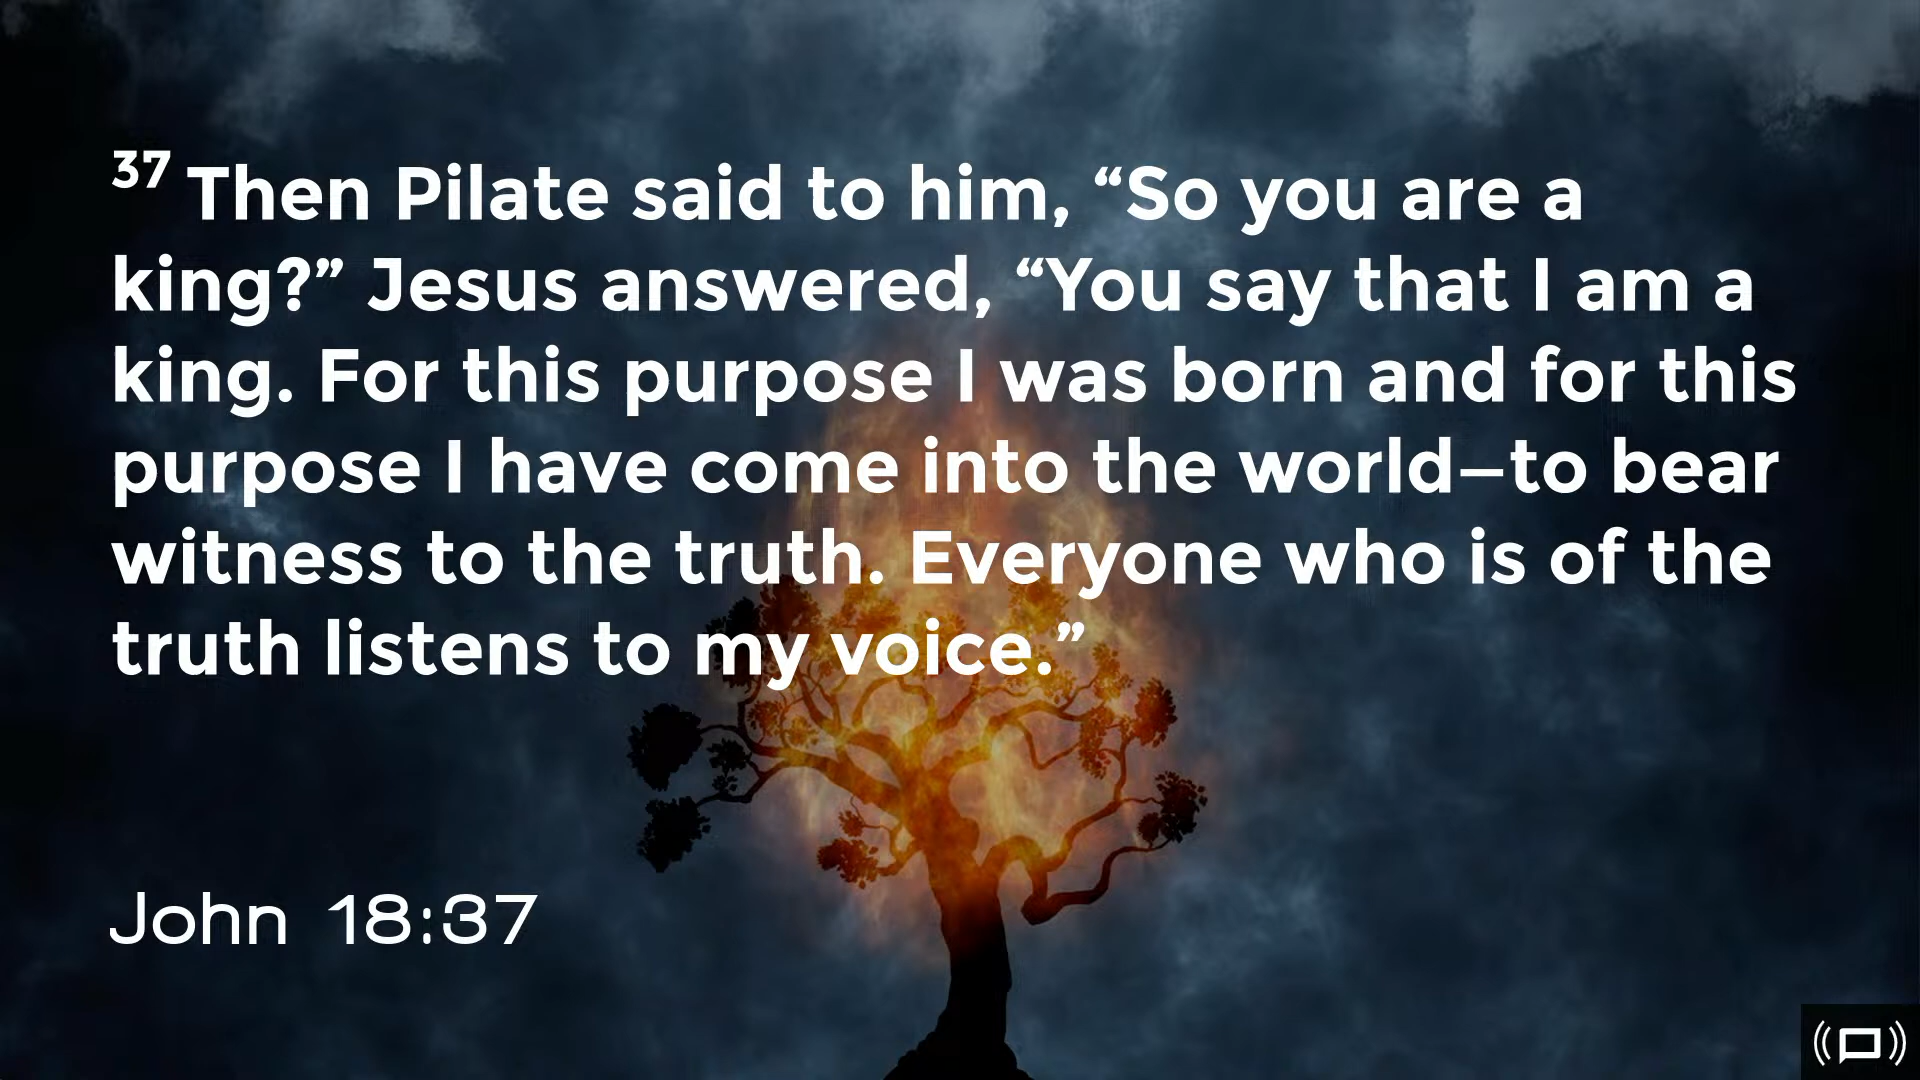 37 Then Pilate said to him, “So you are a
king?” Jesus answered, “You say that I am a
king. For this purpose I was born and for this
purpose I have come into the world—to bear
witness to the truth. Everyone who is of the
truth listens to my voice.”
John 18:37